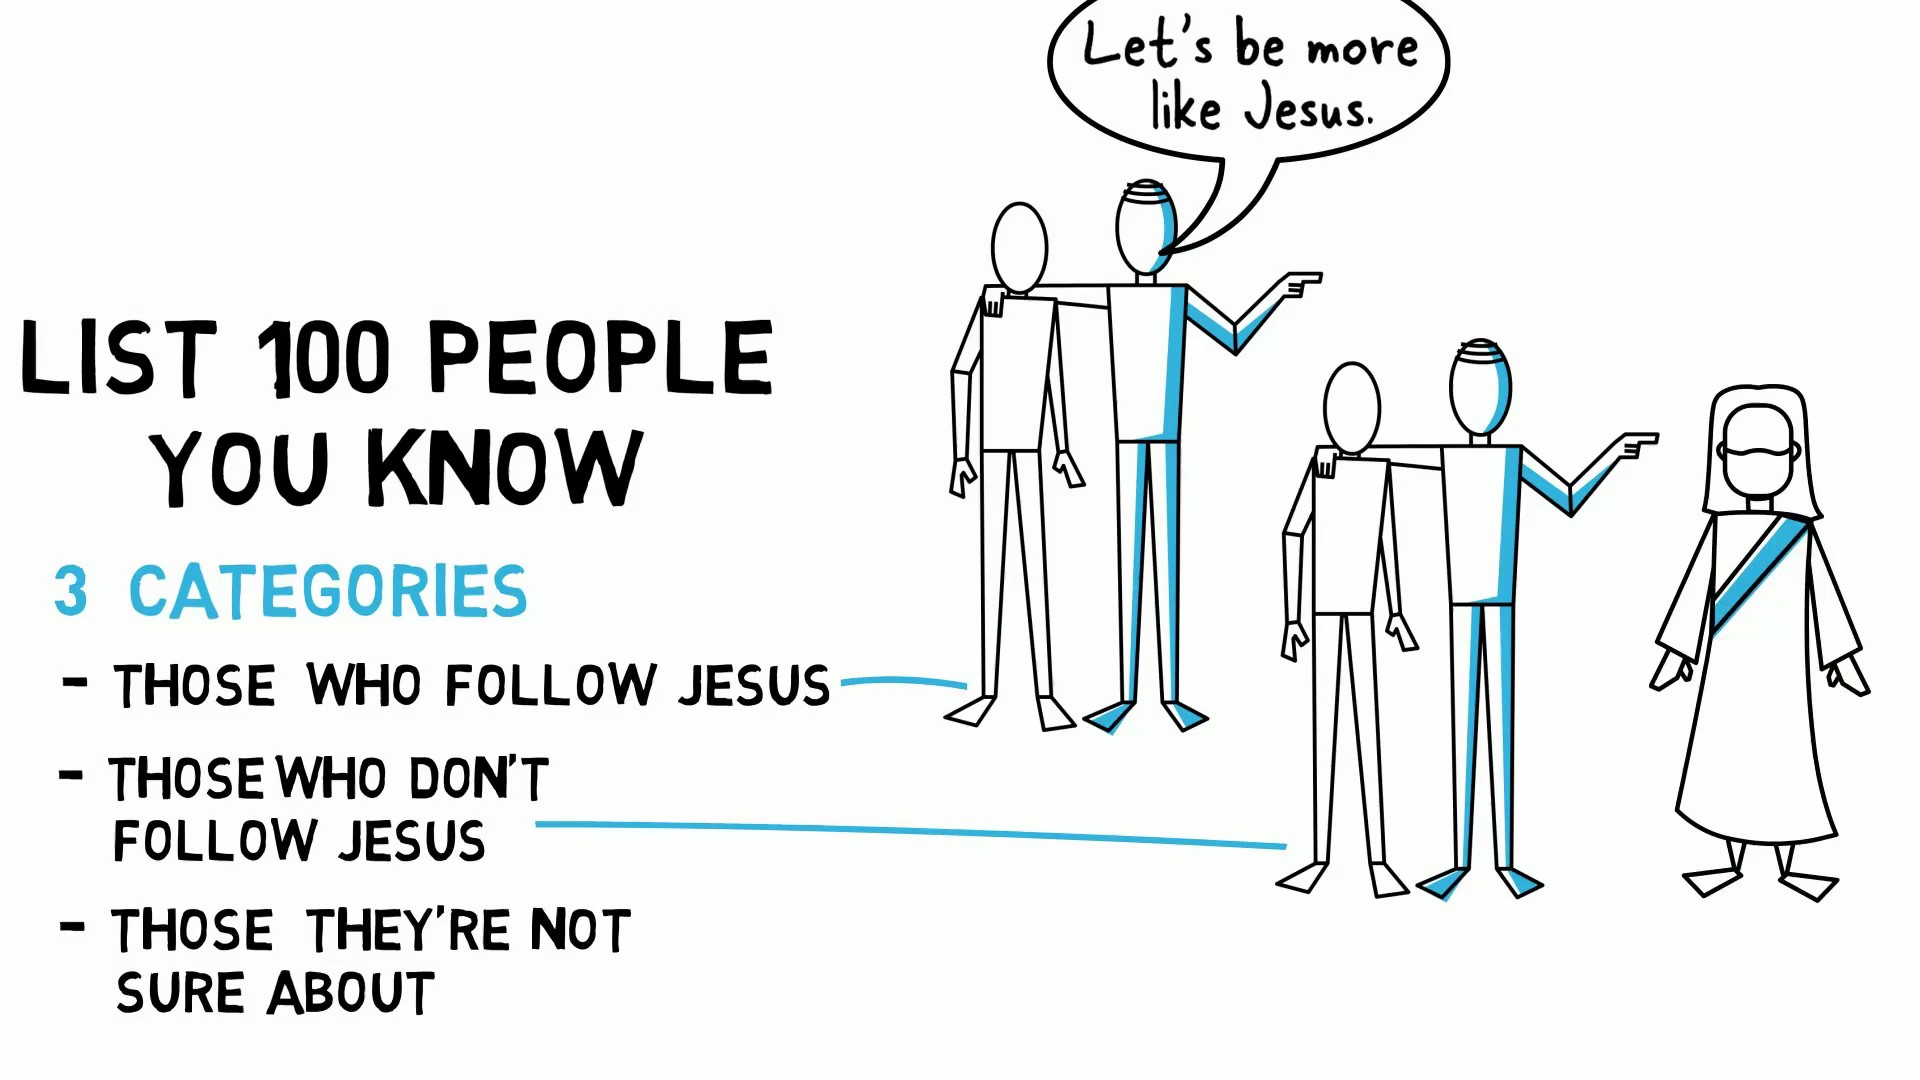 Let's be more
like Jesus.
LIST 100 PEOPLE
YOU KNOW
3 CATEGORIES
- THOSE WHO FOLLOW JESUS
- THOSE WHO DON'T
FOLLOW JESUS
- THOSE THEY'RE NOT
SURE ABOUT